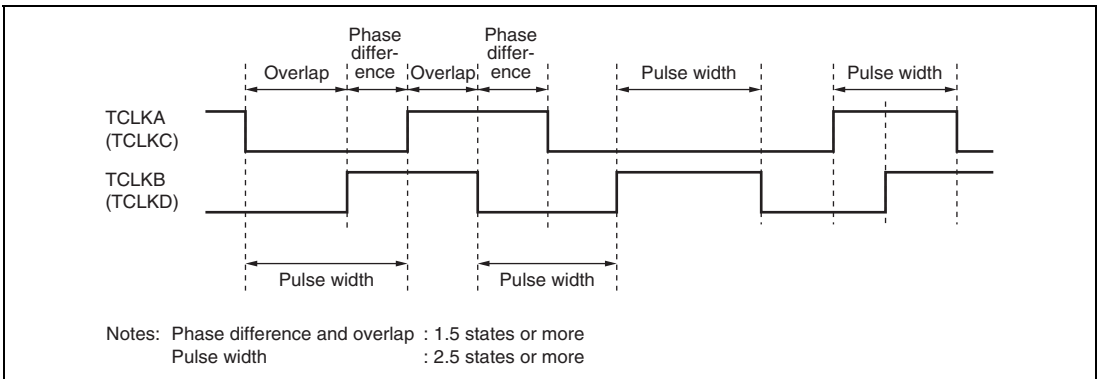 Phase
differ-
ence
Phase
differ-
ence
Overlap
Overlap
Pulse width
Pulse width
TCLKA
(TCLKC)
TCLKB
(TCLKD)
Pulse width
Pulse width
Notes: Phase difference and overlap : 1.5 states or more
Pulse width : 2.5 states or more